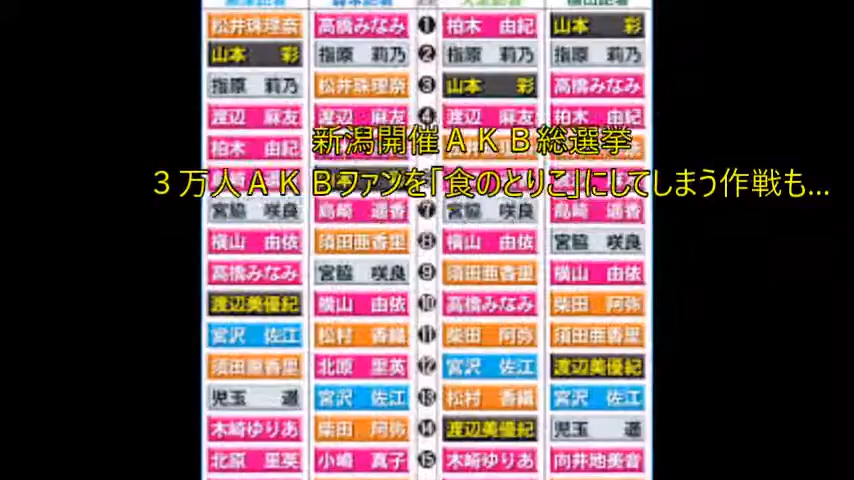 松井珠理奈 高橋みなみ ❶ 柏木 由紀 山本 彩
山本 彩 指原 莉乃 ❷ 指原 莉乃 指原 莉乃
指原 莉乃 松井珠理奈 ❸ 山本 彩 高橋みなみ
渡辺 麻友 渡辺 麻友 ❹ 渡辺 麻友 柏木 由紀
新潟開催ＡＫＢ総選挙
柏木 由紀
３万人ＡＫＢファンを「食のとりこ」にしてしまう作戦も...
宮脇 咲良 島崎 遥香 ❼ 宮脇 咲良 島崎 遥香
横山 由依 須田亜香里 ❽ 横山 由依 宮脇 咲良
高橋みなみ 宮脇 咲良 ❾ 須田亜香里 横山 由依
渡辺美優紀 横山 由依 ❿ 高橋みなみ 柴田 阿弥
宮沢 佐江 松村 香織 ⓫ 柴田 阿弥 須田亜香里
須田亜香里 北原 里英 ⓬ 宮沢 佐江 渡辺美優紀
児玉 遥 宮沢 佐江 ⓭ 松村 香織 宮沢 佐江
木崎ゆりあ 柴田 阿弥 ⓮ 渡辺美優紀 児玉 遥
北原 里英 小嶋 真子 ⓯ 木崎ゆりあ 向井地美音